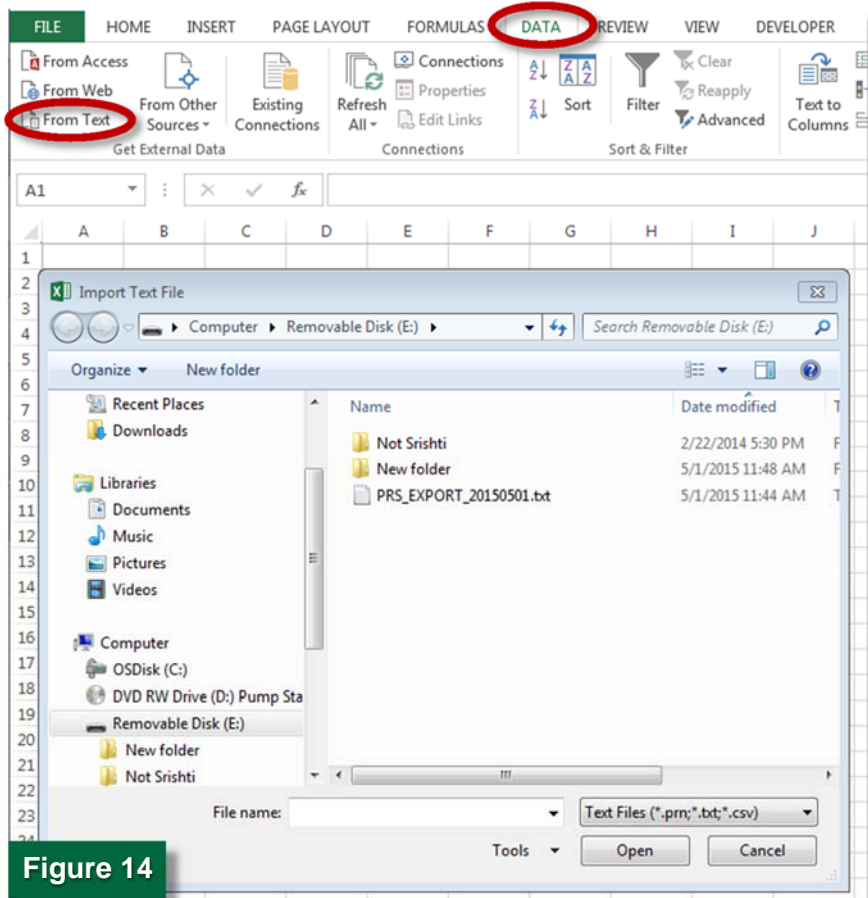 FILE HOME INSERT PAGE LAYOUT FORMULAS DATA REVIEW VIEW DEVELOPER
From Access
From Web
From Text
From Other
Sources
Existing
Connections
Get External Data
Refresh
All
Connections
Properties
Edit Links
Connections
Sort
Filter
Clear
Reapply
Advanced
Sort & Filter
Text to
Columns
A1 fx
A B C D E F G H I J
1
2
3
4
5
6
7
8
9
10
11
12
13
14
15
16
17
18
19
20
21
22
23
Import Text File
Computer Removable Disk (E:)
Search Removable Disk (E:)
Organize New folder
Recent Places
Downloads
Libraries
Documents
Music
Pictures
Videos
Computer
OSDisk (C:)
DVD RW Drive (D:) Pump Sta
Removable Disk (E:)
New folder
Not Srishti
Name Date modified T
Not Srishti 2/22/2014 5:30 PM F
New folder 5/1/2015 11:48 AM F
PRS_EXPORT_20150501.txt 5/1/2015 11:44 AM T
File name: Text Files (*.prn;*.txt;*.csv)
Tools Open Cancel
Figure 14